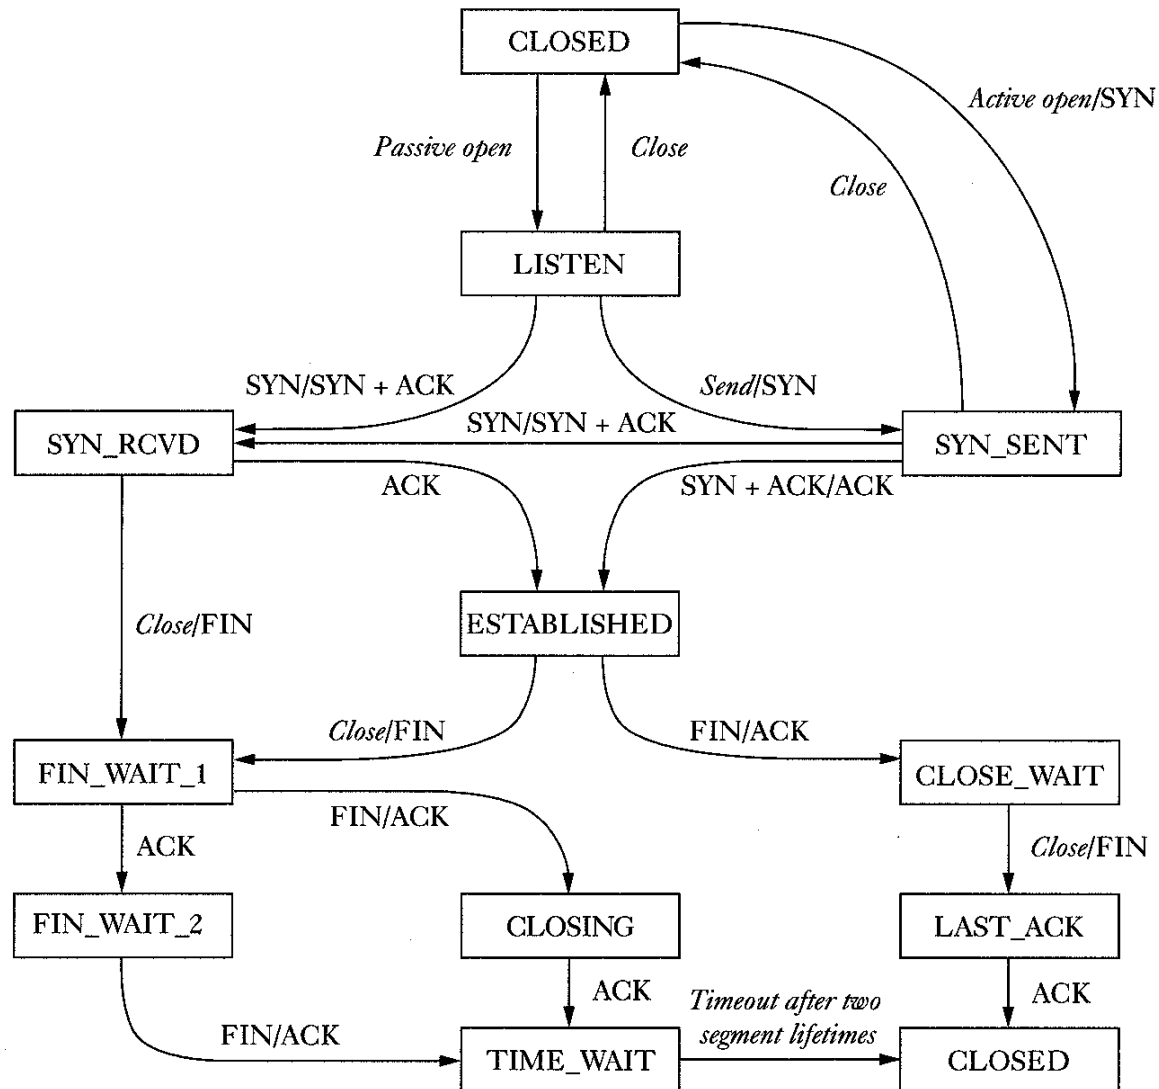 CLOSED
Active open/SYN
Passive open
Close
Close
LISTEN
SYN/SYN + ACK
Send/SYN
SYN/SYN + ACK
SYN_RCVD
SYN_SENT
ACK
SYN + ACK/ACK
Close/FIN
ESTABLISHED
Close/FIN
FIN/ACK
FIN_WAIT_1
CLOSE_WAIT
FIN/ACK
ACK
Close/FIN
FIN_WAIT_2
CLOSING
LAST_ACK
ACK
Timeout after two
segment lifetimes
ACK
FIN/ACK
TIME_WAIT
CLOSED